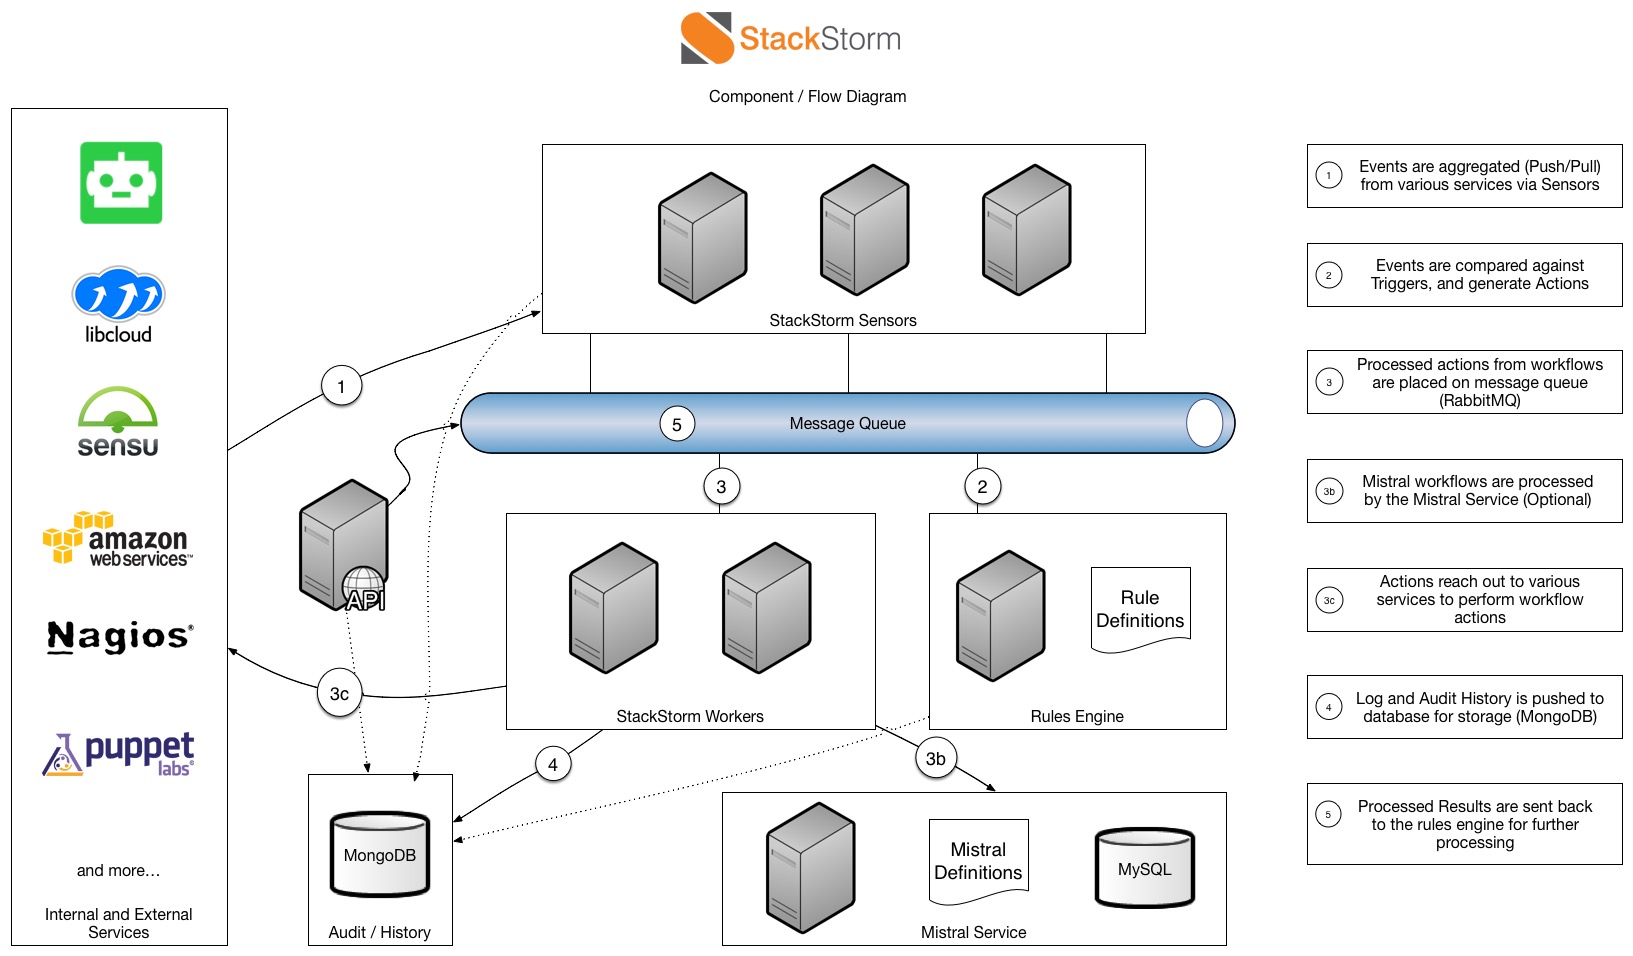 StackStorm
Component / Flow Diagram
libcloud
sensu
amazon
web services™
Nagios®
puppet
labs®
and more...
Internal and External
Services
1
API
StackStorm Sensors
5
Message Queue
3
2
StackStorm Workers
Rule
Definitions
Rules Engine
3c
4
3b
MongoDB
Audit / History
Mistral
Definitions
MySQL
Mistral Service
1
Events are aggregated (Push/Pull)
from various services via Sensors
2
Events are compared against
Triggers, and generate Actions
3
Processed actions from workflows
are placed on message queue
(RabbitMQ)
3b
Mistral workflows are processed
by the Mistral Service (Optional)
3c
Actions reach out to various
services to perform workflow
actions
4
Log and Audit History is pushed to
database for storage (MongoDB)
5
Processed Results are sent back
to the rules engine for further
processing